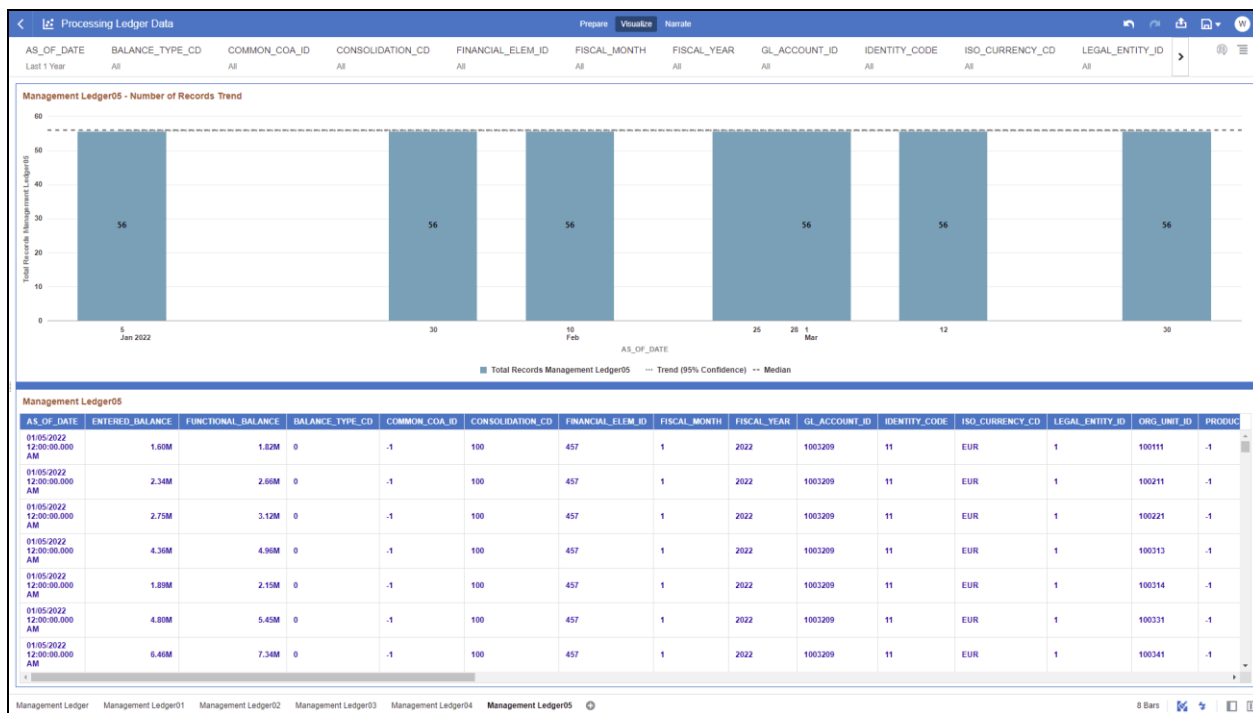 Processing Ledger Data
Prepare Visualize Narrate
W
AS_OF_DATE BALANCE_TYPE_CD COMMON_COA_ID CONSOLIDATION_CD FINANCIAL_ELEM_ID FISCAL_MONTH FISCAL_YEAR GL_ACCOUNT_ID IDENTITY_CODE ISO_CURRENCY_CD LEGAL_ENTITY_ID
Last 1 Year All All All All All All All All All All
Management Ledger05 - Number of Records Trend
Total Records Management Ledger05
60
50
40
30
20
10
0
56 56 56 56 56 56
5 30 10 25 28 1 12 30
Jan 2022 Feb Mar
AS_OF_DATE
Total Records Management Ledger05 --- Trend (95% Confidence) -- Median
Management Ledger05
AS_OF_DATE ENTERED_BALANCE FUNCTIONAL_BALANCE BALANCE_TYPE_CD COMMON_COA_ID CONSOLIDATION_CD FINANCIAL_ELEM_ID FISCAL_MONTH FISCAL_YEAR GL_ACCOUNT_ID IDENTITY_CODE ISO_CURRENCY_CD LEGAL_ENTITY_ID ORG_UNIT_ID PRODUC
01/05/2022
12:00:00.000 1.60M 1.82M 0 -1 100 457 1 2022 1003209 11 EUR 1 100111 -1
AM
01/05/2022
12:00:00.000 2.34M 2.66M 0 -1 100 457 1 2022 1003209 11 EUR 1 100211 -1
AM
01/05/2022
12:00:00.000 2.75M 3.12M 0 -1 100 457 1 2022 1003209 11 EUR 1 100221 -1
AM
01/05/2022
12:00:00.000 4.36M 4.96M 0 -1 100 457 1 2022 1003209 11 EUR 1 100313 -1
AM
01/05/2022
12:00:00.000 1.89M 2.15M 0 -1 100 457 1 2022 1003209 11 EUR 1 100314 -1
AM
01/05/2022
12:00:00.000 4.80M 5.45M 0 -1 100 457 1 2022 1003209 11 EUR 1 100331 -1
AM
01/05/2022
12:00:00.000 6.46M 7.34M 0 -1 100 457 1 2022 1003209 11 EUR 1 100341 -1
AM
Management Ledger Management Ledger01 Management Ledger02 Management Ledger03 Management Ledger04 Management Ledger05 8 Bars